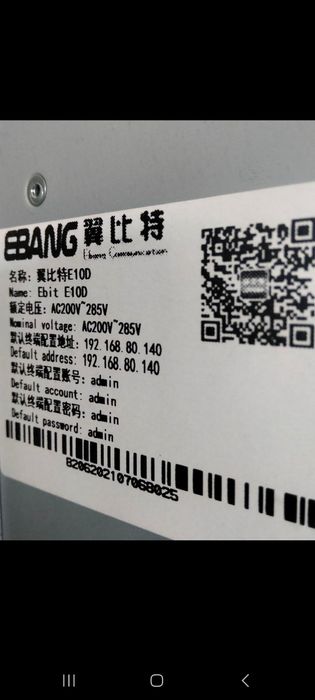 EBANG 翼比特
Ebang Communication
名称: 翼比特E10D
Name: Ebit E10D
额定电压: AC200V~285V
Nominal voltage: AC200V~285V
默认终端配置地址: 192.168.80.140
Default address: 192.168.80.140
默认终端配置账号: admin
Default account: admin
默认终端配置密码: admin
Default password: admin
B206202107068025